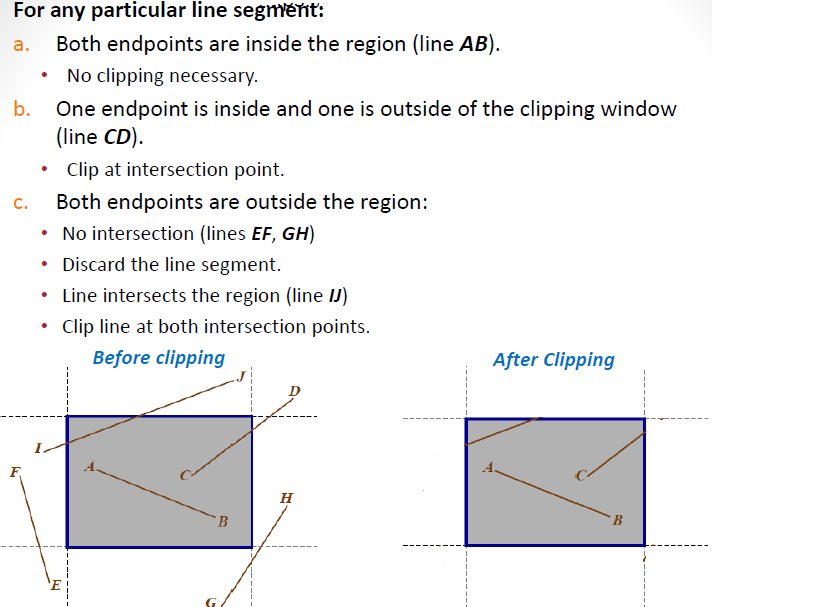 For any particular line segment:
a. Both endpoints are inside the region (line AB).
• No clipping necessary.
b. One endpoint is inside and one is outside of the clipping window
(line CD).
• Clip at intersection point.
c. Both endpoints are outside the region:
• No intersection (lines EF, GH)
• Discard the line segment.
• Line intersects the region (line IJ)
• Clip line at both intersection points.
Before clipping
After Clipping
J
D
I
F
A
C
H
B
E
G
A
C
B